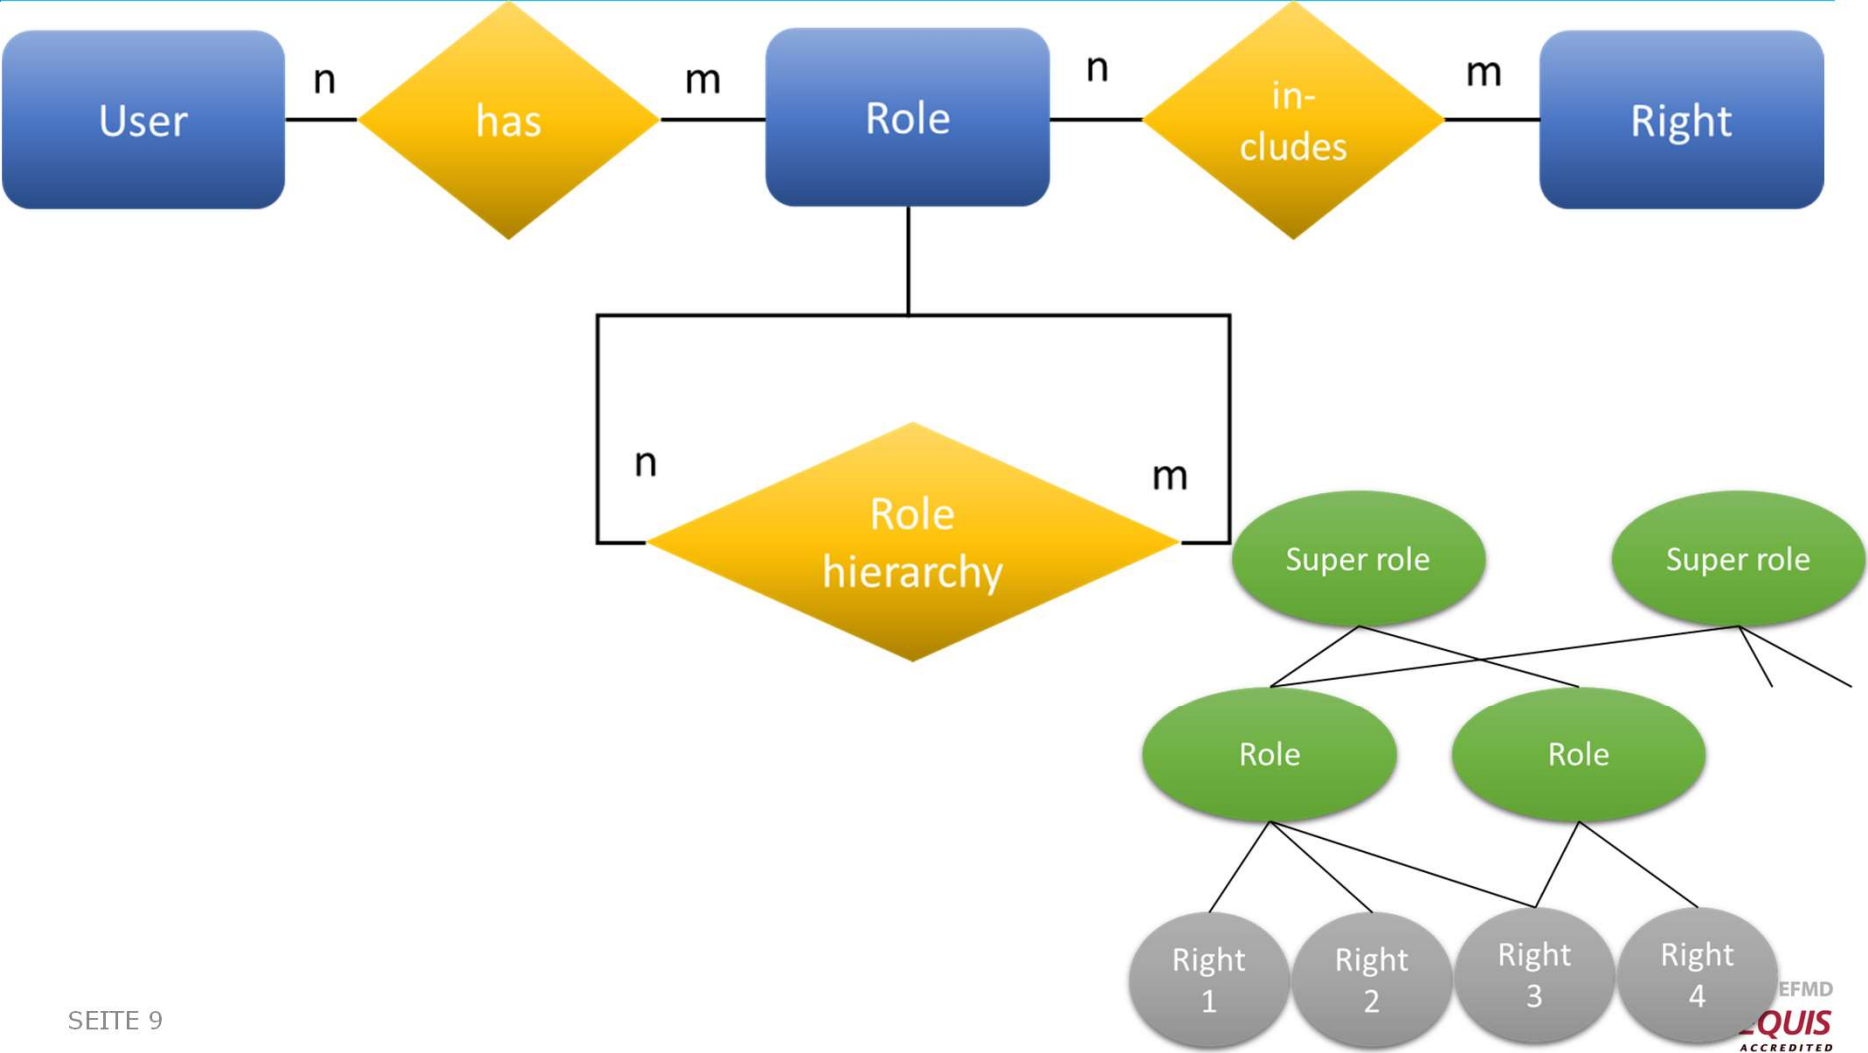 User
n
has
m
Role
n
in-
cludes
m
Right
n
Role
hierarchy
m
Super role
Super role
Role
Role
Right
1
Right
2
Right
3
Right
4
SEITE 9
EFMD
EQUIS
ACCREDITED